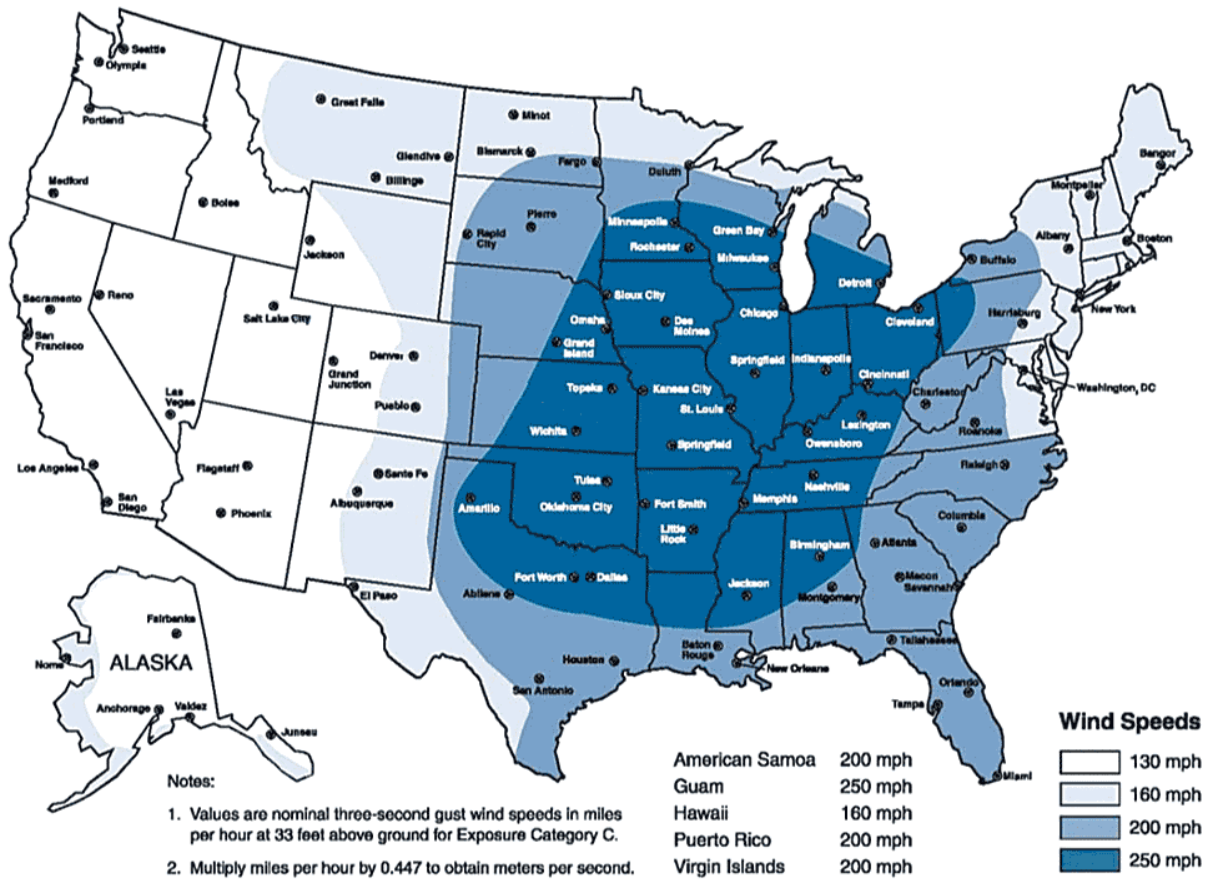 Seattle
Olympia
Portland
Medford
Boise
Great Falls
Glendive
Billings
Minot
Bismarck
Fargo
Duluth
Bangor
Montpelier
Albany
Boston
Buffalo
Pierre
Rapid
City
Minneapolis
Rochester
Green Bay
Milwaukee
Detroit
Jackson
Sacramento
Reno
San
Francisco
Salt Lake City
Sioux City
Omaha
Des
Moines
Chicago
Cleveland
Harrisburg
New York
Denver
Grand
Junction
Grand
Island
Springfield
Indianapolis
Cincinnati
Charleston
Washington, DC
Las
Vegas
Pueblo
Topeka
Kansas City
St. Louis
Lexington
Owensboro
Roanoke
Los Angeles
San
Diego
Flagstaff
Phoenix
Sante Fe
Albuquerque
Wichita
Springfield
Raleigh
Tulsa
Amarillo
Oklahoma City
Fort Smith
Little
Rock
Memphis
Nashville
Columbia
Birmingham
Atlanta
El Paso
Fort Worth
Dallas
Abilene
Jackson
Montgomery
Macon
Savannah
Houston
San Antonio
Baton
Rouge
New Orleans
Tallahassee
Orlando
Tampa
Miami
Fairbanks
Nome
ALASKA
Anchorage
Valdez
Juneau
Notes:
1. Values are nominal three-second gust wind speeds in miles
per hour at 33 feet above ground for Exposure Category C.
2. Multiply miles per hour by 0.447 to obtain meters per second.
American Samoa 200 mph
Guam 250 mph
Hawaii 160 mph
Puerto Rico 200 mph
Virgin Islands 200 mph
Wind Speeds
130 mph
160 mph
200 mph
250 mph